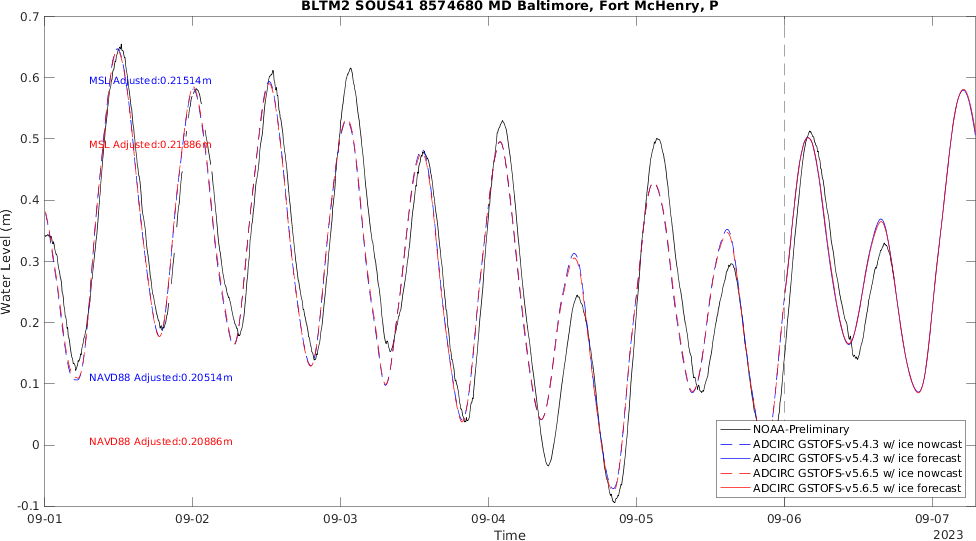 BLTM2 SOUS41 8574680 MD Baltimore, Fort McHenry, P
0.7
0.6
0.5
0.4
0.3
0.2
0.1
0
-0.1
Water Level (m)
MSL Adjusted:0.21514m
MSL Adjusted:0.21886m
NAVD88 Adjusted:0.20514m
NAVD88 Adjusted:0.20886m
NOAA-Preliminary
ADCIRC GSTOFS-v5.4.3 w/ ice nowcast
ADCIRC GSTOFS-v5.4.3 w/ ice forecast
ADCIRC GSTOFS-v5.6.5 w/ ice nowcast
ADCIRC GSTOFS-v5.6.5 w/ ice forecast
09-01 09-02 09-03 09-04 09-05 09-06 09-07
Time
2023